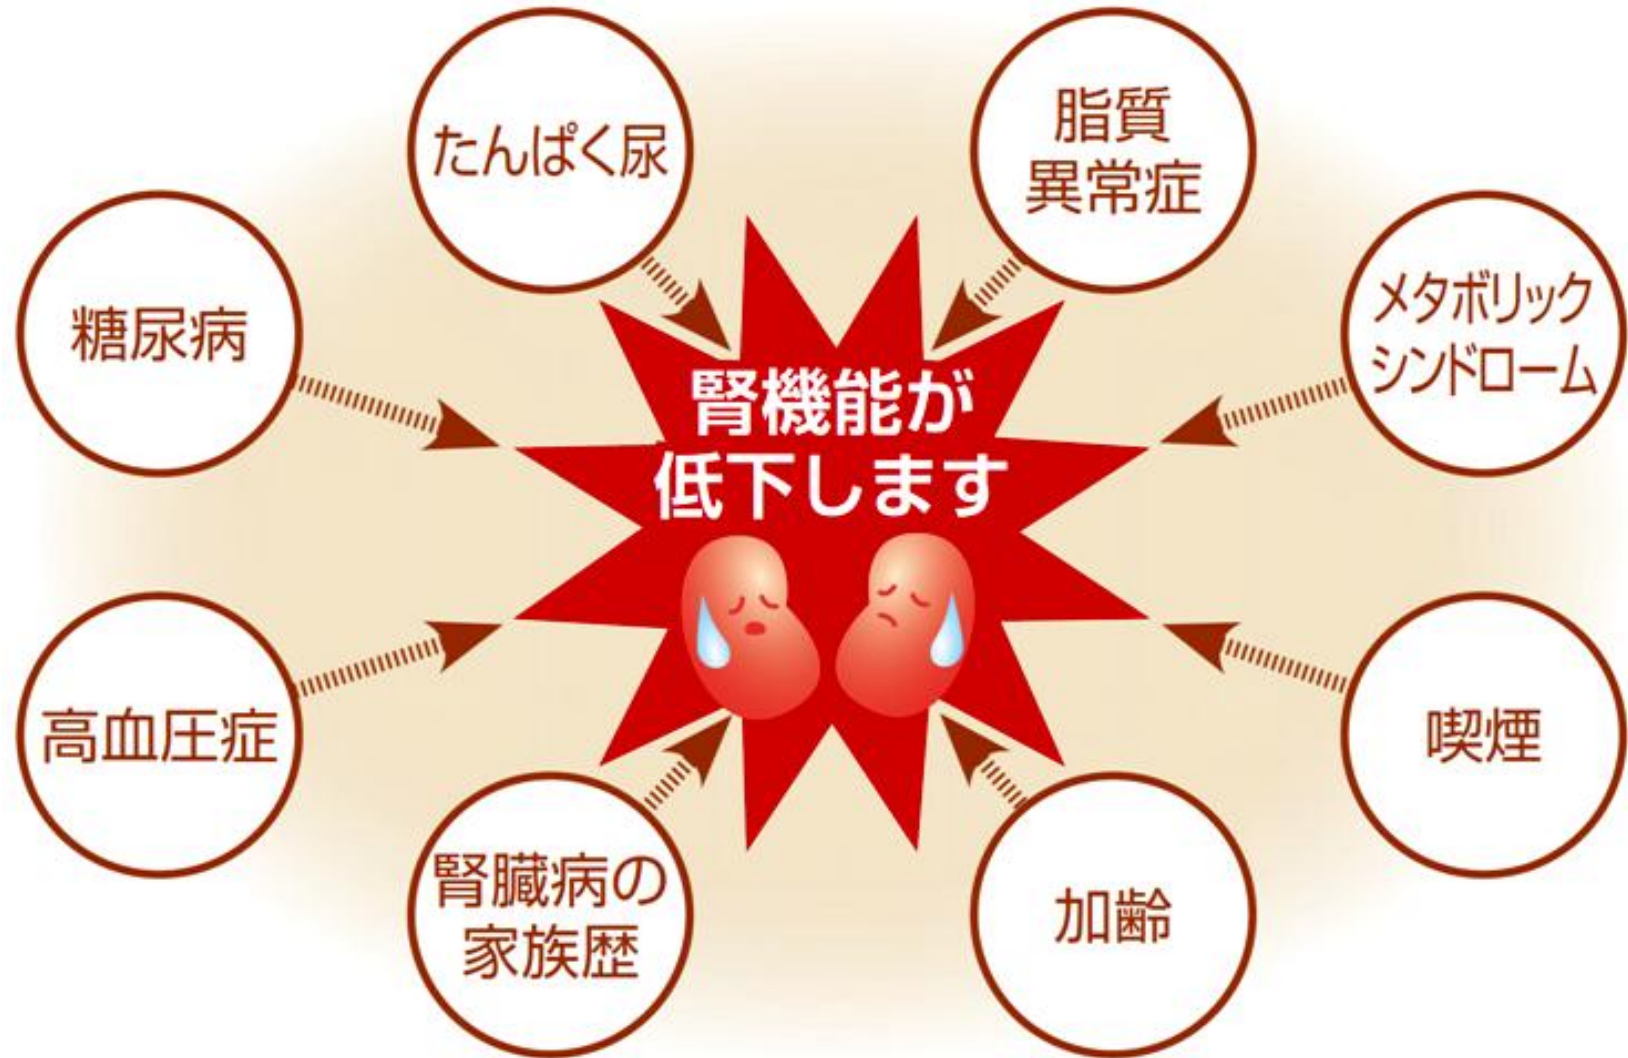 たんぱく尿
脂質
異常症
糖尿病
メタボリック
シンドローム
腎機能が
低下します
高血圧症
喫煙
腎臓病の
家族歴
加齢